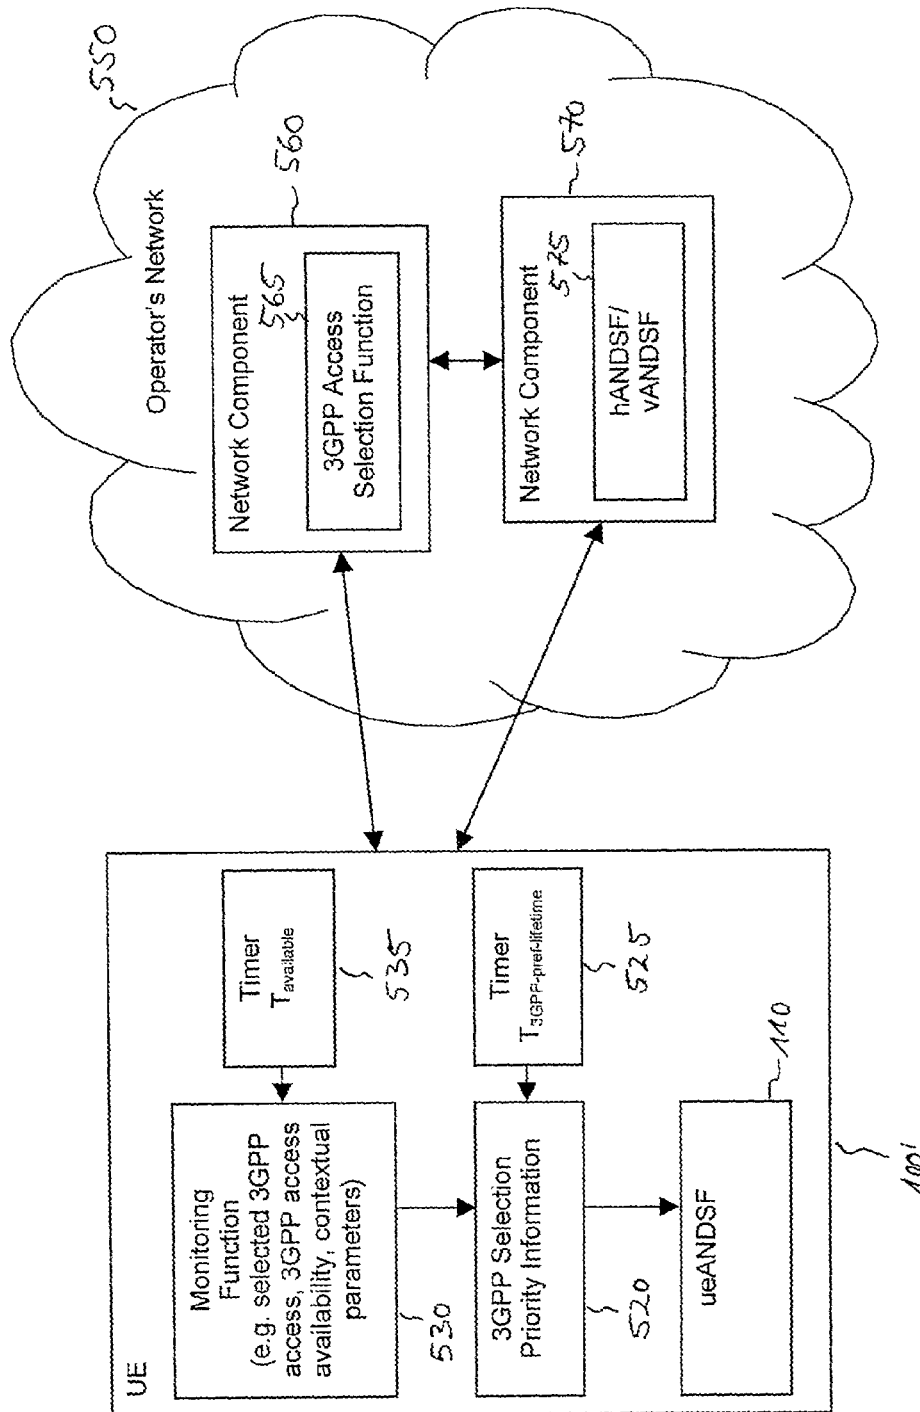 UE
Monitoring
Function
(e.g. selected 3GPP
access, 3GPP access
availability, contextual
parameters)
530
Timer
Tavailable
535
3GPP Selection
Priority Information
520
Timer
T3GPP-pref-lifetime
525
ueANDSF
110
100'
Operator's Network
550
Network Component
560
565
3GPP Access
Selection Function
Network Component
570
575
hANDSF/
vANDSF